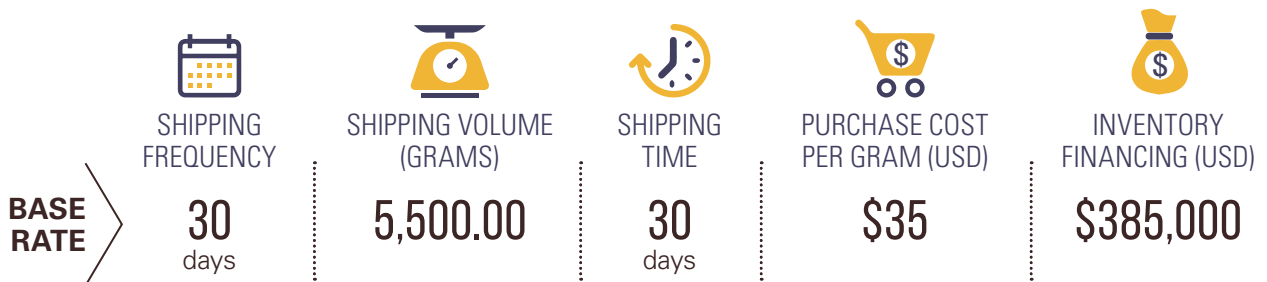 $
$
SHIPPING
FREQUENCY
SHIPPING VOLUME
(GRAMS)
SHIPPING
TIME
PURCHASE COST
PER GRAM (USD)
INVENTORY
FINANCING (USD)
BASE
RATE
30
days
5,500.00
30
days
$35
$385,000